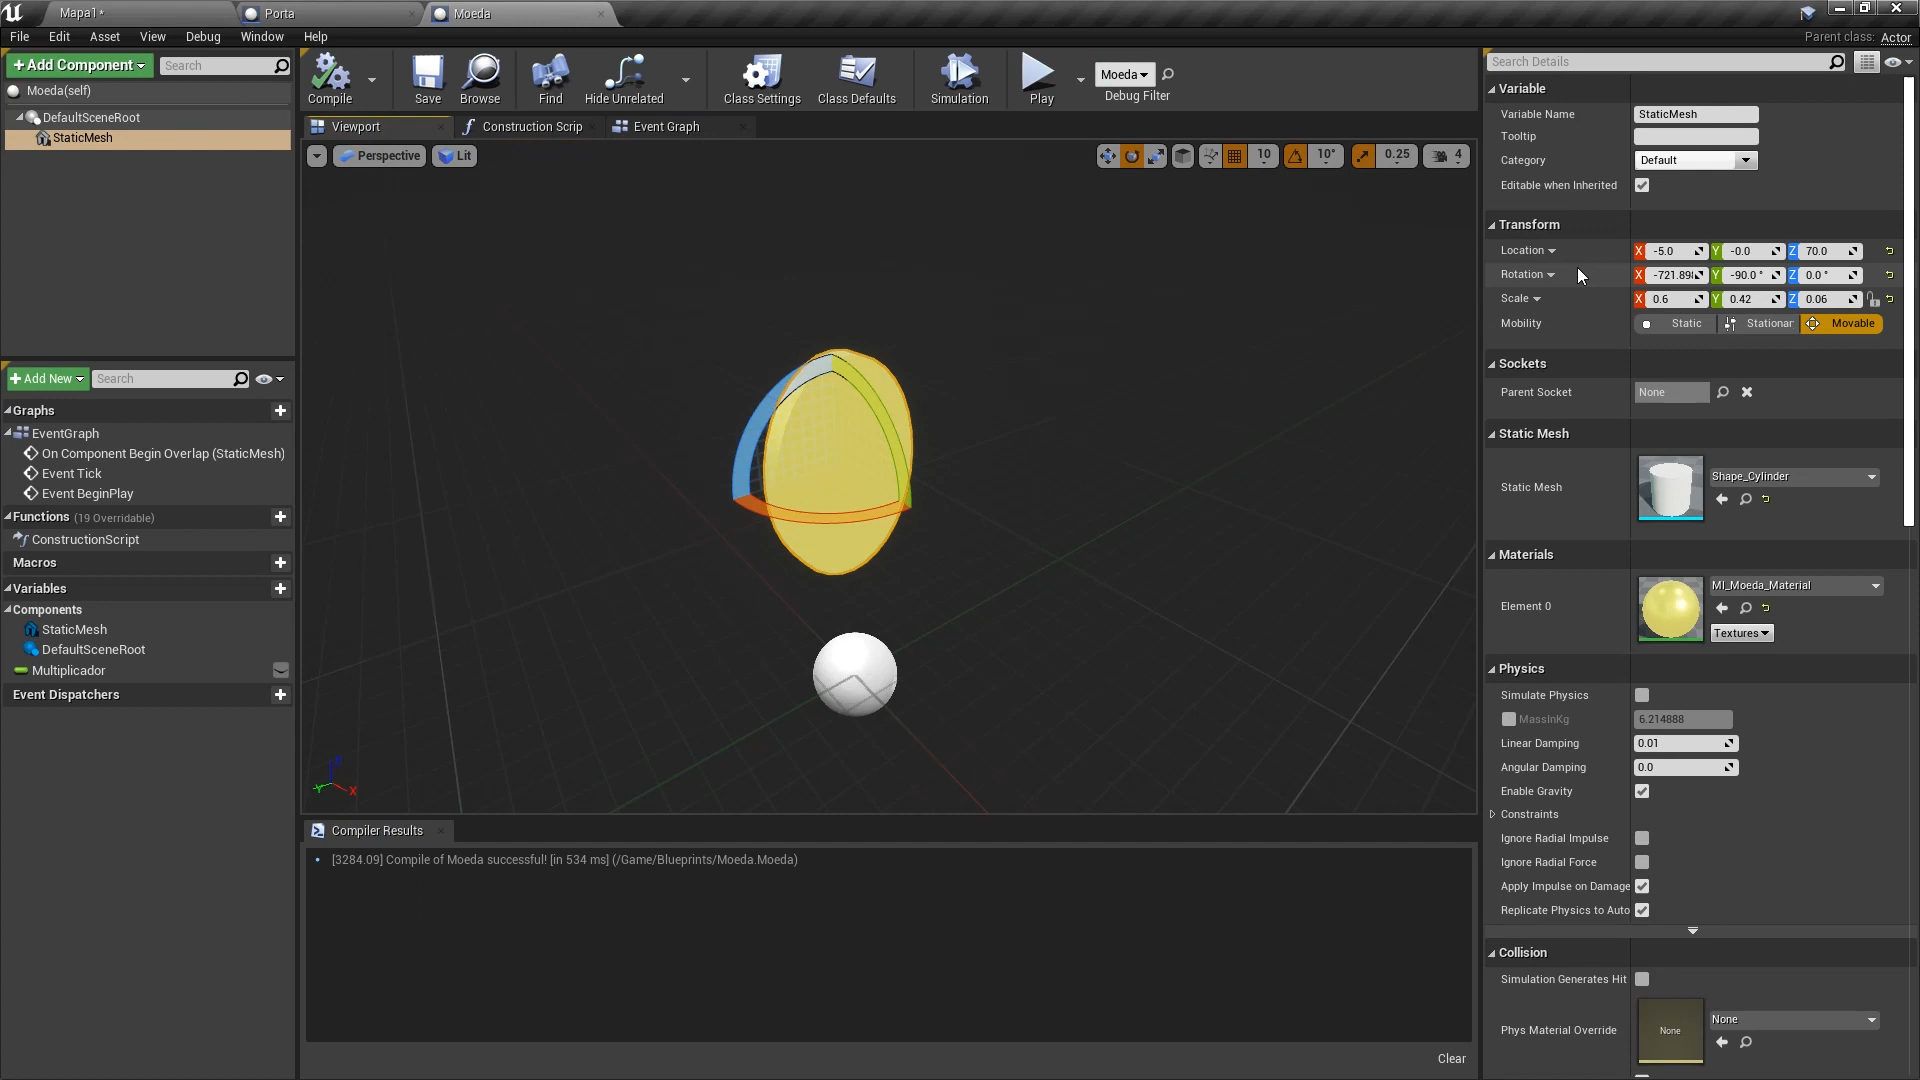 Mapa1*
Porta
Moeda
File Edit Asset View Debug Window Help
Parent class: Actor
+ Add Component
Search
Moeda(self)
DefaultSceneRoot
StaticMesh
Compile
Save
Browse
Find
Hide Unrelated
Class Settings
Class Defaults
Simulation
Play
Moeda
Debug Filter
Viewport
Construction Scrip
Event Graph
Perspective
Lit
10
10°
0.25
4
Z
Y
X
+ Add New
Search
Graphs
EventGraph
On Component Begin Overlap (StaticMesh)
Event Tick
Event BeginPlay
Functions (19 Overridable)
ConstructionScript
Macros
Variables
Components
StaticMesh
DefaultSceneRoot
Multiplicador
Event Dispatchers
Compiler Results
[3284.09] Compile of Moeda successful! [in 534 ms] (/Game/Blueprints/Moeda.Moeda)
Clear
Search Details
Variable
Variable Name StaticMesh
Tooltip
Category Default
Editable when Inherited
Transform
Location X -5.0 Y -0.0 Z 70.0
Rotation X Y -90.0 ° Z 0.0 °
Scale X 0.6 Y 0.42 Z 0.06
Mobility Static Stationar Movable
Sockets
Parent Socket None
Static Mesh
Static Mesh Shape_Cylinder
Materials
Element 0 MI_Moeda_Material
Textures
Physics
Simulate Physics
MassInKg 6.214888
Linear Damping 0.01
Angular Damping 0.0
Enable Gravity
Constraints
Ignore Radial Impulse
Ignore Radial Force
Apply Impulse on Damage
Replicate Physics to Auto
Collision
Simulation Generates Hit
Phys Material Override None None